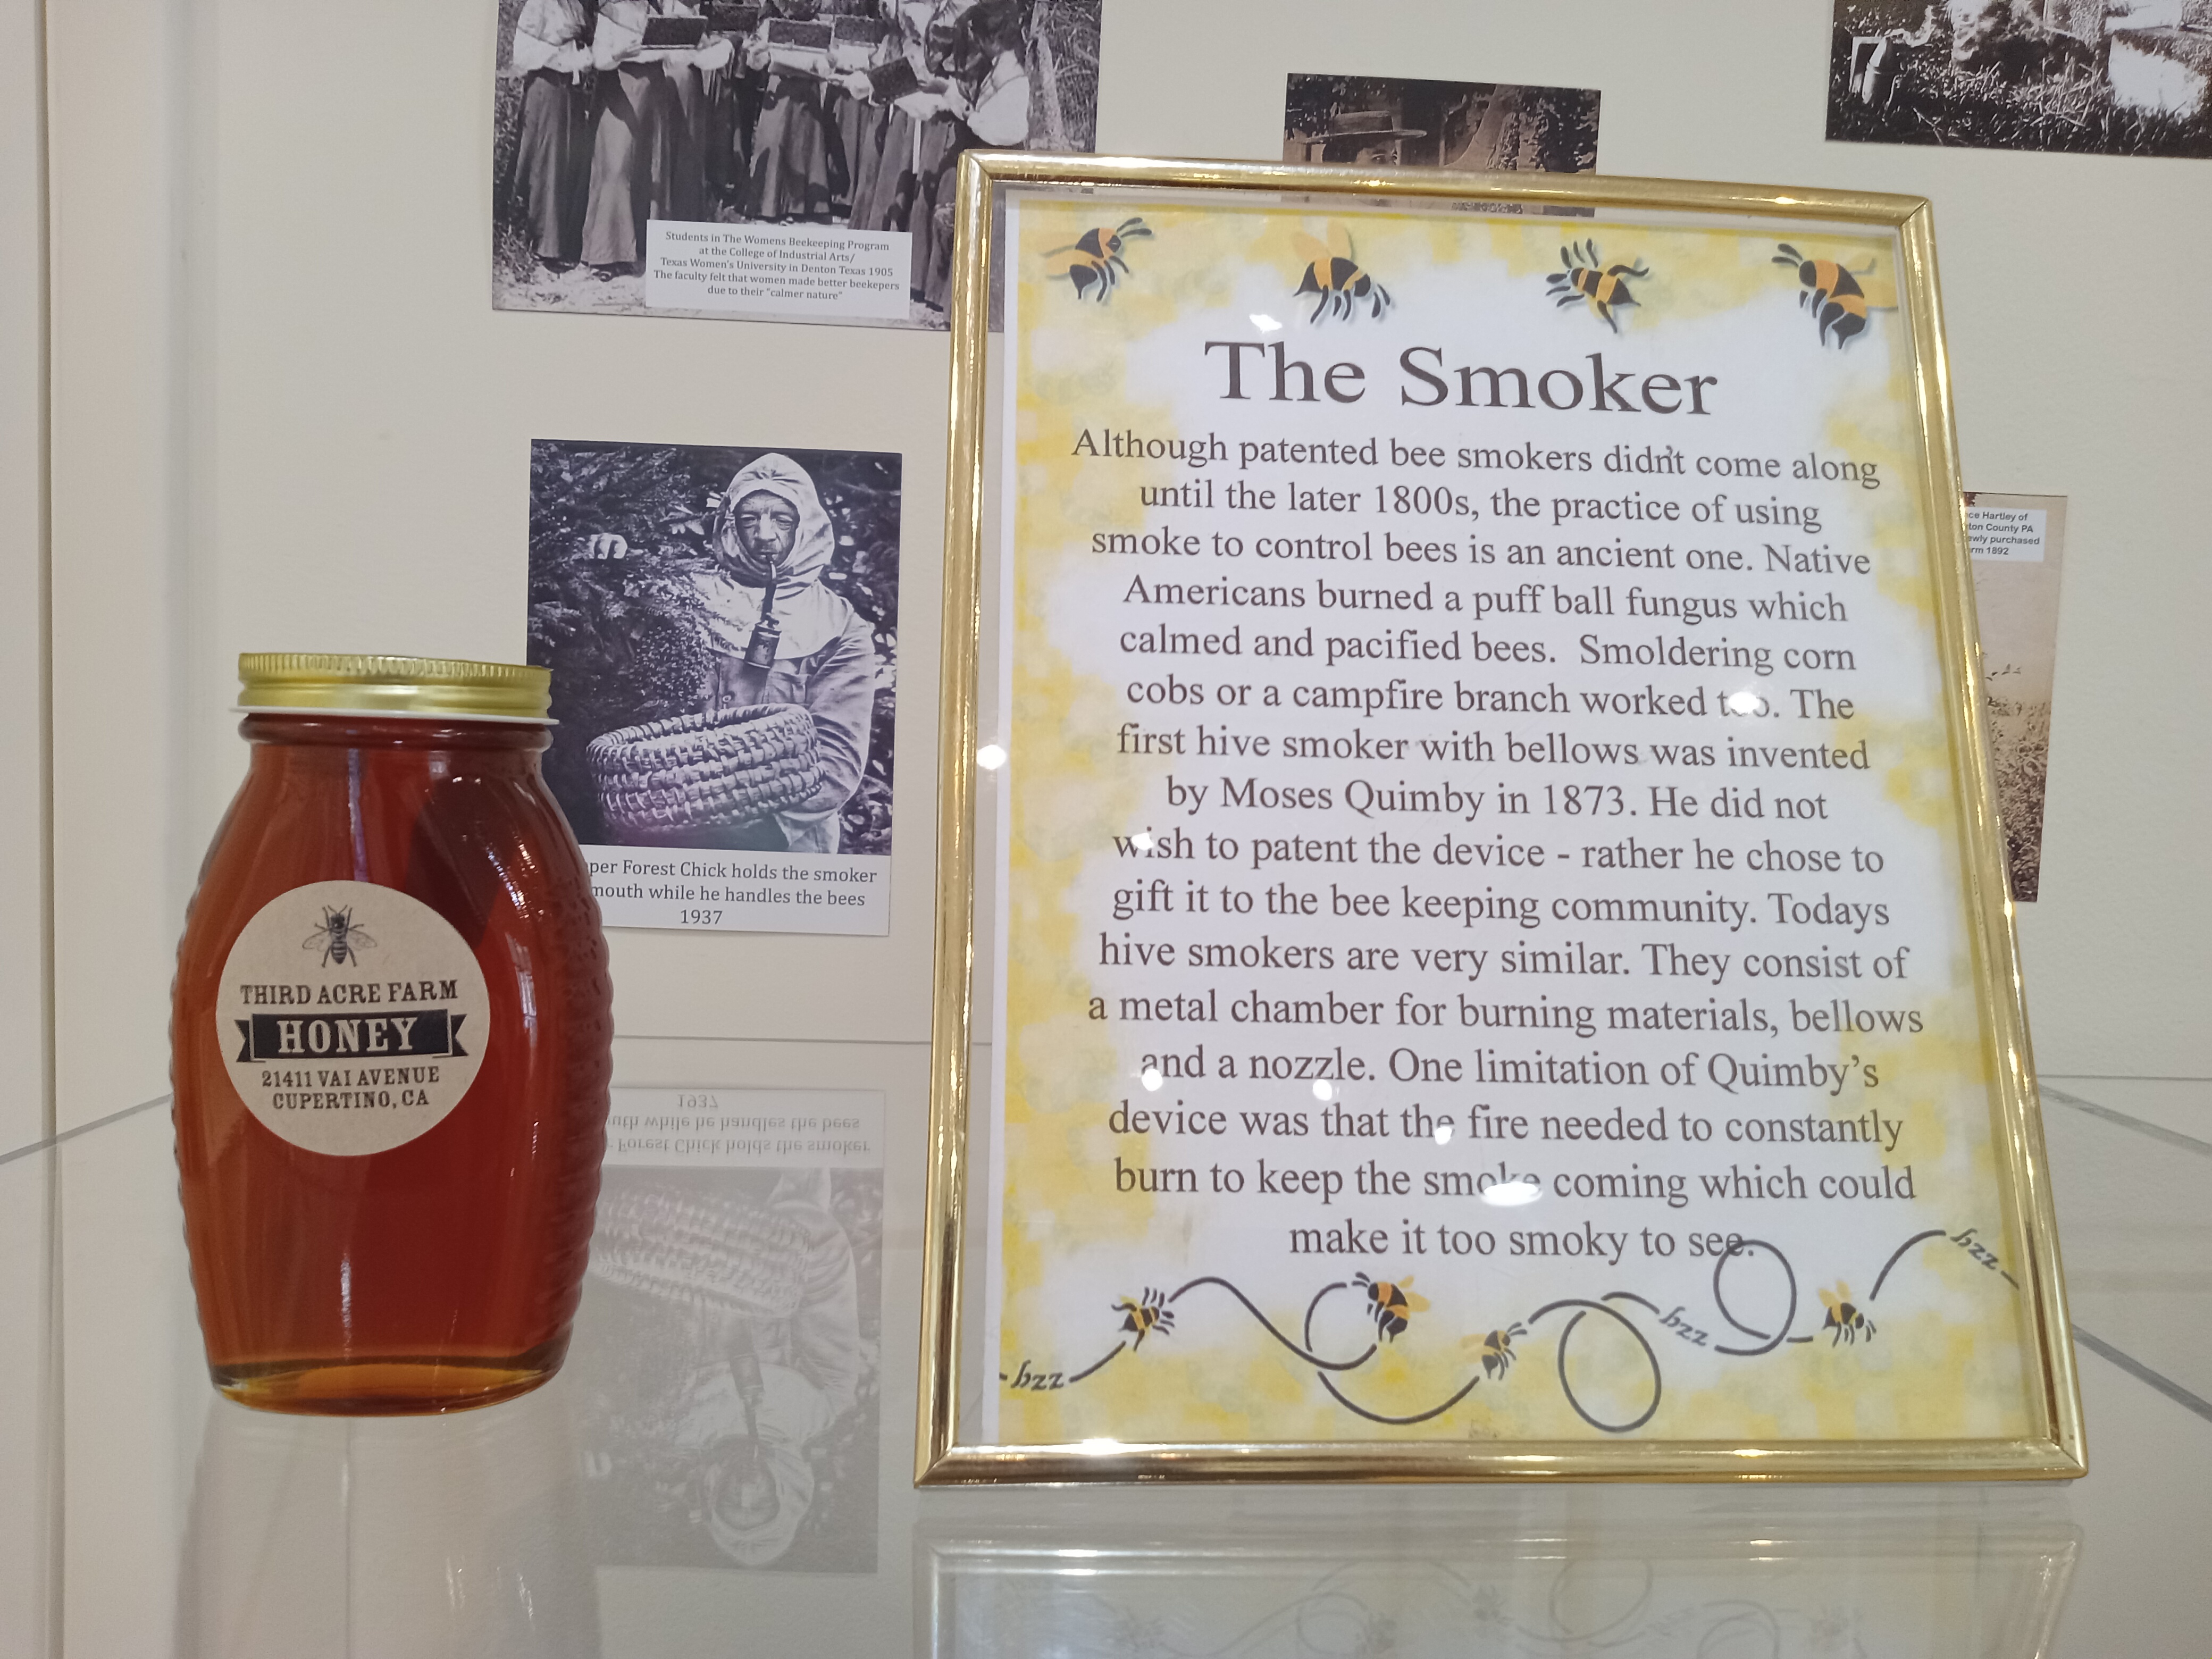 Students in The Womens Beekeeping Program
at the College of Industrial Arts/
Texas Women's University in Denton Texas 1905
The faculty felt that women made better beekepers
due to their "calmer nature"
per Forest Chick holds the smoker
mouth while he handles the bees
1937
THIRD ACRE FARM
HONEY
21411 VAI AVENUE
CUPERTINO, CA
The Smoker
Although patented bee smokers didn't come along
until the later 1800s, the practice of using
smoke to control bees is an ancient one. Native
Americans burned a puff ball fungus which
calmed and pacified bees. Smoldering corn
cobs or a campfire branch worked too. The
first hive smoker with bellows was invented
by Moses Quimby in 1873. He did not
wish to patent the device - rather he chose to
gift it to the bee keeping community. Todays
hive smokers are very similar. They consist of
a metal chamber for burning materials, bellows
and a nozzle. One limitation of Quimby's
device was that the fire needed to constantly
burn to keep the smoke coming which could
make it too smoky to see.
bzz
bzz
bzz
Hartley of
County PA
purchased
1892